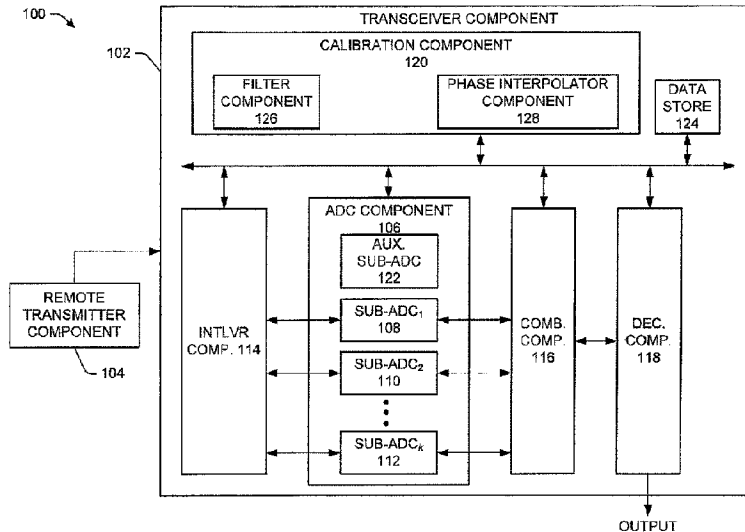 100
TRANSCEIVER COMPONENT
102
CALIBRATION COMPONENT
120
FILTER
COMPONENT
126
PHASE INTERPOLATOR
COMPONENT
128
DATA
STORE
124
ADC COMPONENT
106
AUX.
SUB-ADC
122
REMOTE
TRANSMITTER
COMPONENT
104
INTLVR
COMP. 114
SUB-ADC1
108
SUB-ADC2
110
SUB-ADCk
112
COMB.
COMP.
116
DEC.
COMP.
118
OUTPUT